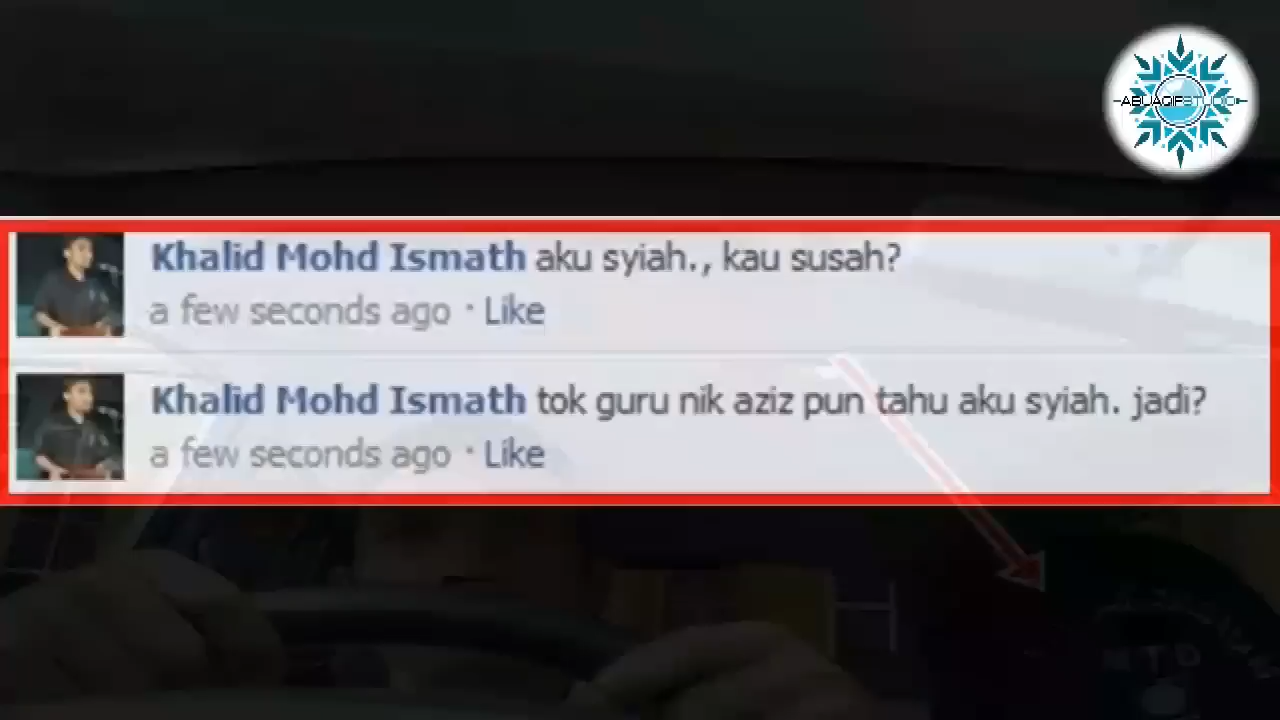 ABUAGIFSTUDIO
Khalid Mohd Ismath aku syiah., kau susah?
a few seconds ago · Like
Khalid Mohd Ismath tok guru nik aziz pun tahu aku syiah. jadi?
a few seconds ago · Like